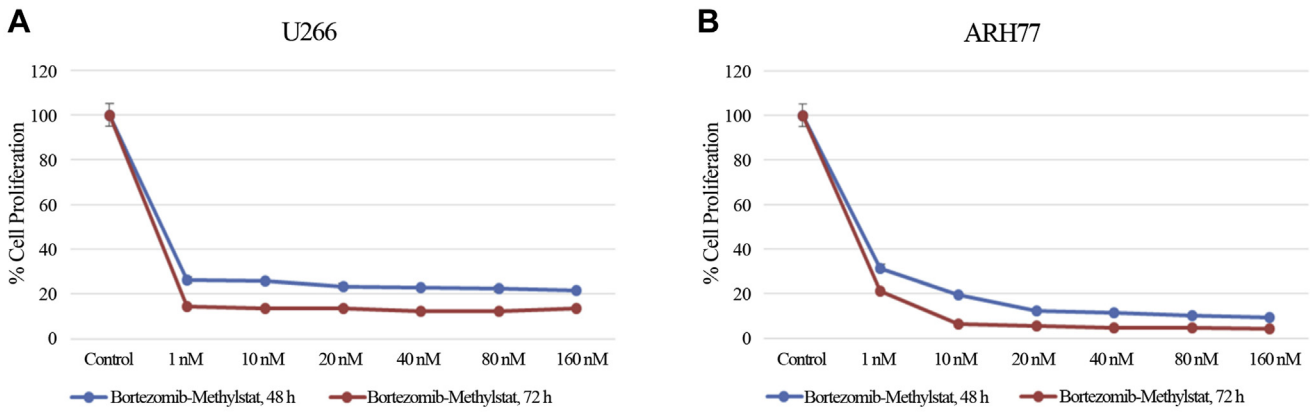 A
U266
% Cell Proliferation
120
100
80
60
40
20
0
Control 1 nM 10 nM 20 nM 40 nM 80 nM 160 nM
Bortezomib-Methylstat, 48 h Bortezomib-Methylstat, 72 h
B
ARH77
% Cell Proliferation
120
100
80
60
40
20
0
Control 1 nM 10 nM 20 nM 40 nM 80 nM 160 nM
Bortezomib-Methylstat, 48 h Bortezomib-Methylstat, 72 h